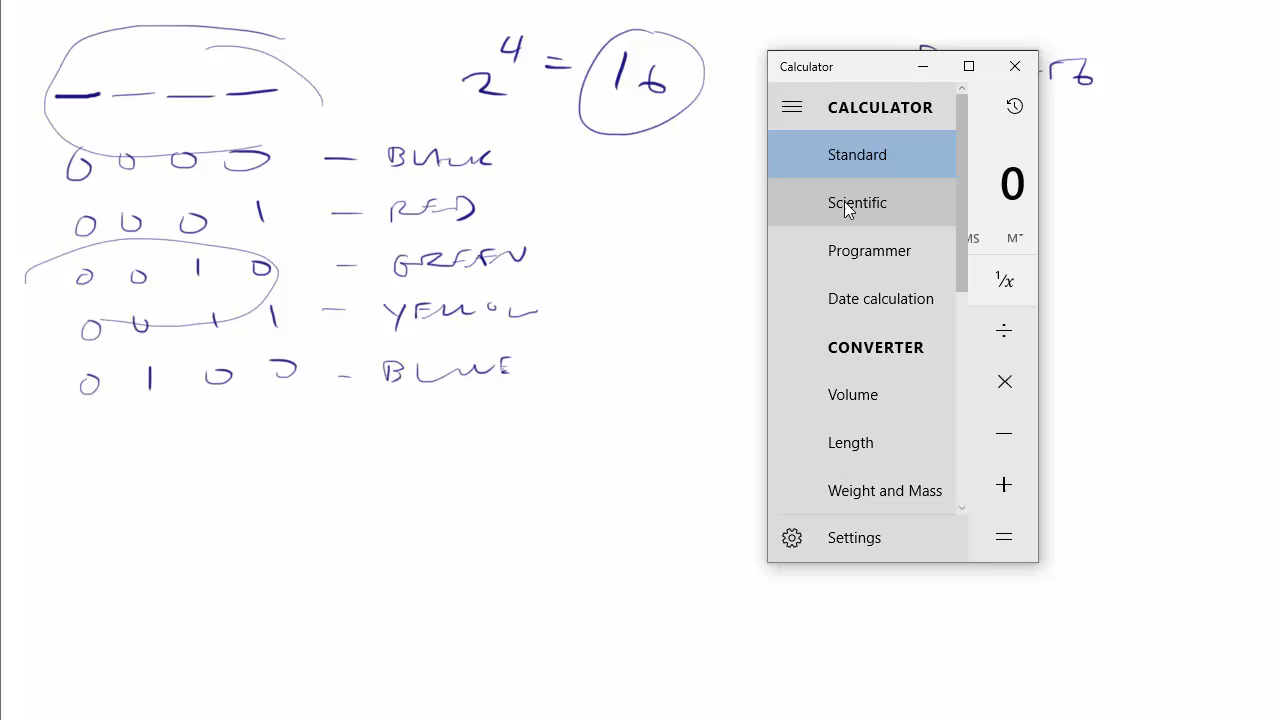 2^4 = 16
0 0 0 0 — BLACK
0 0 0 1 — RED
0 0 1 0 — GREEN
0 0 1 1 — YELLOW
0 1 0 0 — BLUE
Calculator
CALCULATOR
Standard
Scientific
Programmer
Date calculation
CONVERTER
Volume
Length
Weight and Mass
Settings
0
MS M˅
¹/x
÷
×
−
+
=